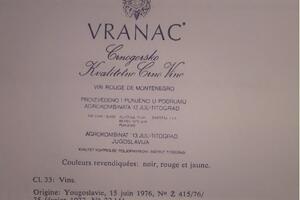 VRANAC®
Crnogorsko
Kvalitetno Crno Vino
VIN ROUGE DE MONTENEGRO
PROIZVEDENO I PUNJENO U PODRUMU
AGROKOMBINATA 13 JUL-TITOGRAD
AGROKOMBINAT 13 JUL-TITOGRAD
JUGOSLAVIJA
Couleurs revendiquées: noir, rouge et jaune.
Cl. 33: Vins.
Origine: Yougoslavie, 15 juin 1976, No Ž 415/76/